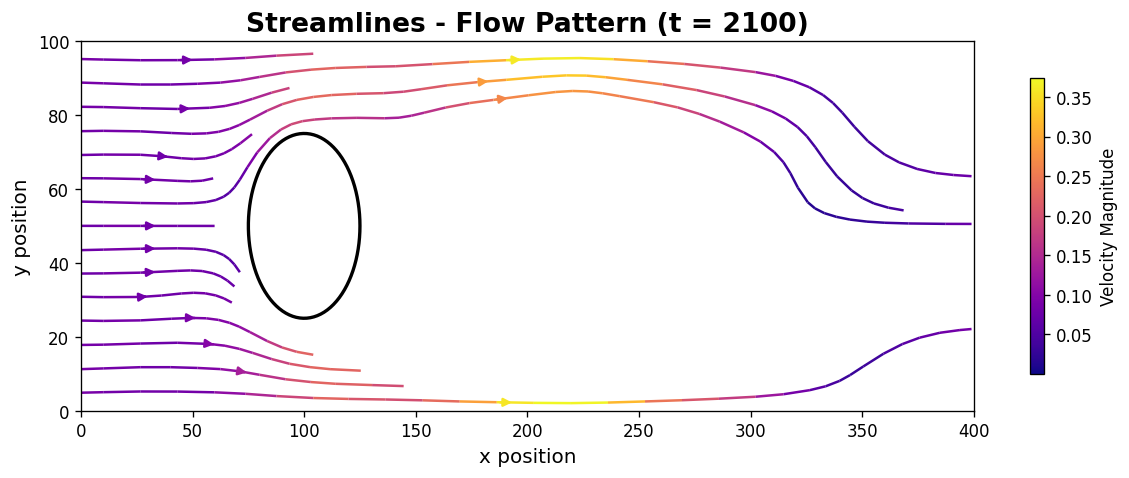 Streamlines - Flow Pattern (t = 2100)
100
80
60
40
20
0
y position
0 50 100 150 200 250 300 350 400
x position
0.35
0.30
0.25
0.20
0.15
0.10
0.05
Velocity Magnitude